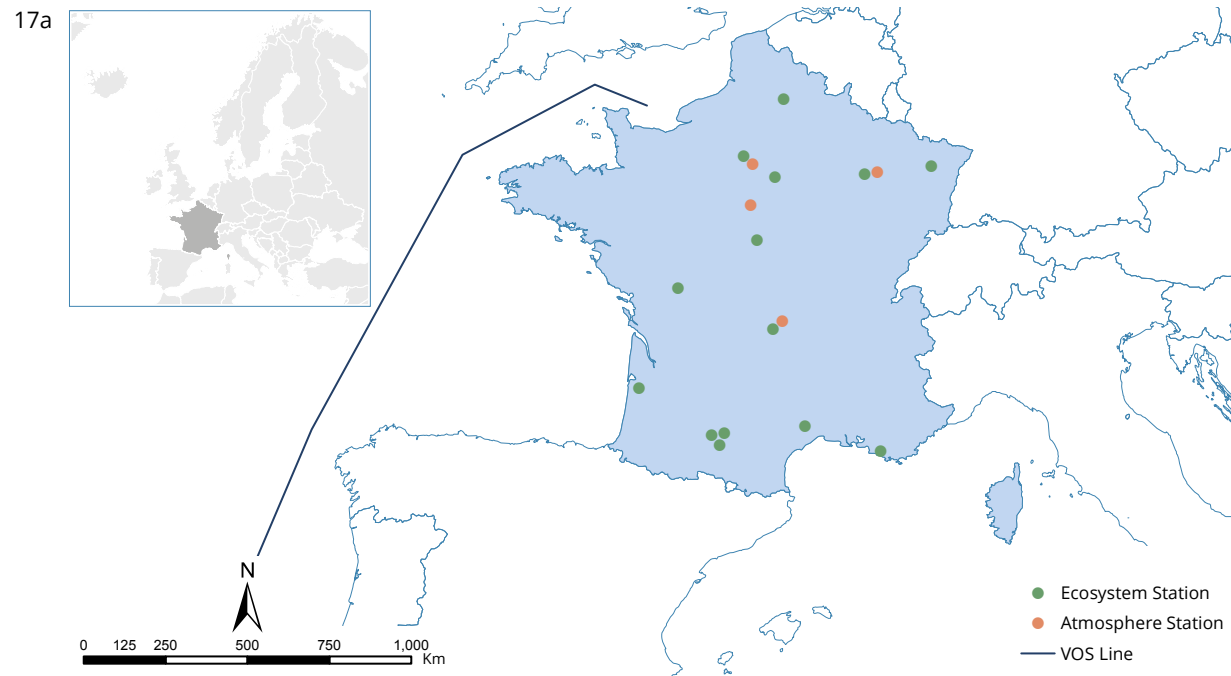 17a
N
0 125 250 500 750 1,000
Km
Ecosystem Station
Atmosphere Station
VOS Line